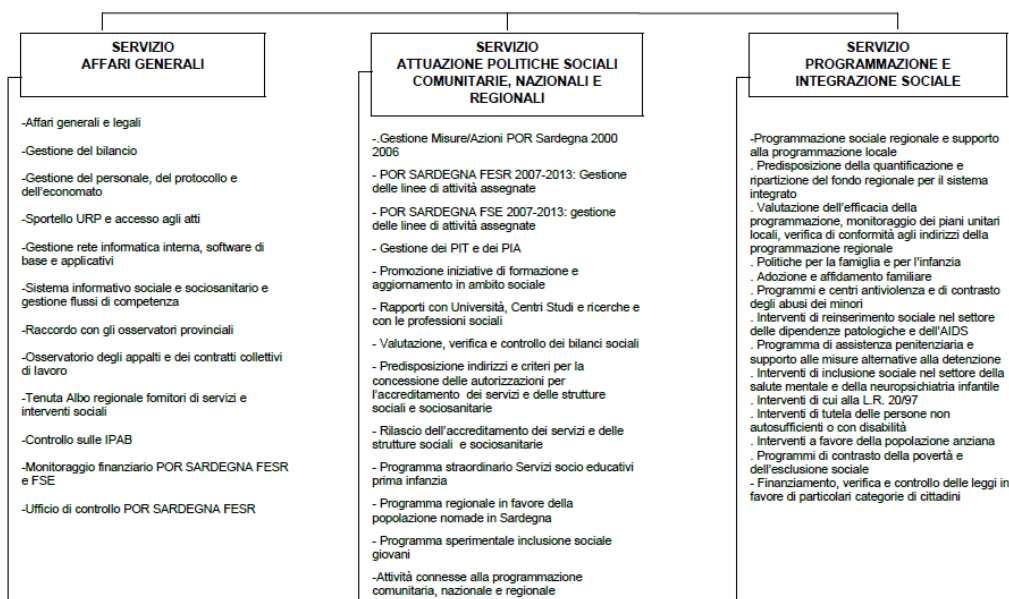 SERVIZIO
AFFARI GENERALI
-Affari generali e legali
-Gestione del bilancio
-Gestione del personale, del protocollo e
dell'economato
-Sportello URP e accesso agli atti
-Gestione rete informatica interna, software di
base e applicativi
-Sistema informativo sociale e sociosanitario e
gestione flussi di competenza
-Raccordo con gli osservatori provinciali
-Osservatorio degli appalti e dei contratti collettivi
di lavoro
-Tenuta Albo regionale fornitori di servizi e
interventi sociali
-Controllo sulle IPAB
-Monitoraggio finanziario POR SARDEGNA FESR
e FSE
-Ufficio di controllo POR SARDEGNA FESR
SERVIZIO
ATTUAZIONE POLITICHE SOCIALI
COMUNITARIE, NAZIONALI E
REGIONALI
-.Gestione Misure/Azioni POR Sardegna 2000
2006
- POR SARDEGNA FESR 2007-2013: Gestione
delle linee di attività assegnate
- POR SARDEGNA FSE 2007-2013: gestione
delle linee di attività assegnate
- Gestione dei PIT e dei PIA
- Promozione iniziative di formazione e
aggiornamento in ambito sociale
- Rapporti con Università, Centri Studi e ricerche e
con le professioni sociali
- Valutazione, verifica e controllo dei bilanci sociali
- Predisposizione indirizzi e criteri per la
concessione delle autorizzazioni per
l'accreditamento dei servizi e delle strutture
sociali e sociosanitarie
- Rilascio dell'accreditamento dei servizi e delle
strutture sociali e sociosanitarie
- Programma straordinario Servizi socio educativi
prima infanzia
- Programma regionale in favore della
popolazione nomade in Sardegna
- Programma sperimentale inclusione sociale
giovani
-Attività connesse alla programmazione
comunitaria, nazionale e regionale
SERVIZIO
PROGRAMMAZIONE E
INTEGRAZIONE SOCIALE
-Programmazione sociale regionale e supporto
alla programmazione locale
. Predisposizione della quantificazione e
ripartizione del fondo regionale per il sistema
integrato
. Valutazione dell'efficacia della
programmazione, monitoraggio dei piani unitari
locali, verifica di conformità agli indirizzi della
programmazione regionale
. Politiche per la famiglia e per l'infanzia
. Adozione e affidamento familiare
. Programmi e centri antiviolenza e di contrasto
degli abusi dei minori
. Interventi di reinserimento sociale nel settore
delle dipendenze patologiche e dell'AIDS
. Programma di assistenza penitenziaria e
supporto alle misure alternative alla detenzione
. Interventi di inclusione sociale nel settore della
salute mentale e della neuropsichiatria infantile
. Interventi di cui alla L.R. 20/97
. Interventi di tutela delle persone non
autosufficienti o con disabilità
. Interventi a favore della popolazione anziana
. Programmi di contrasto della povertà e
dell'esclusione sociale
- Finanziamento, verifica e controllo delle leggi in
favore di particolari categorie di cittadini